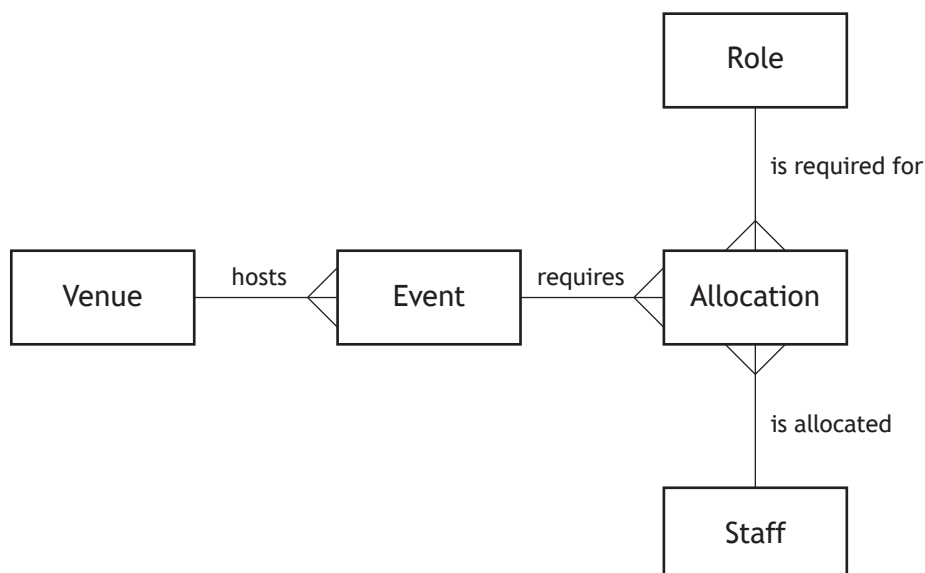 Role
is required for
Venue
hosts
Event
requires
Allocation
is allocated
Staff